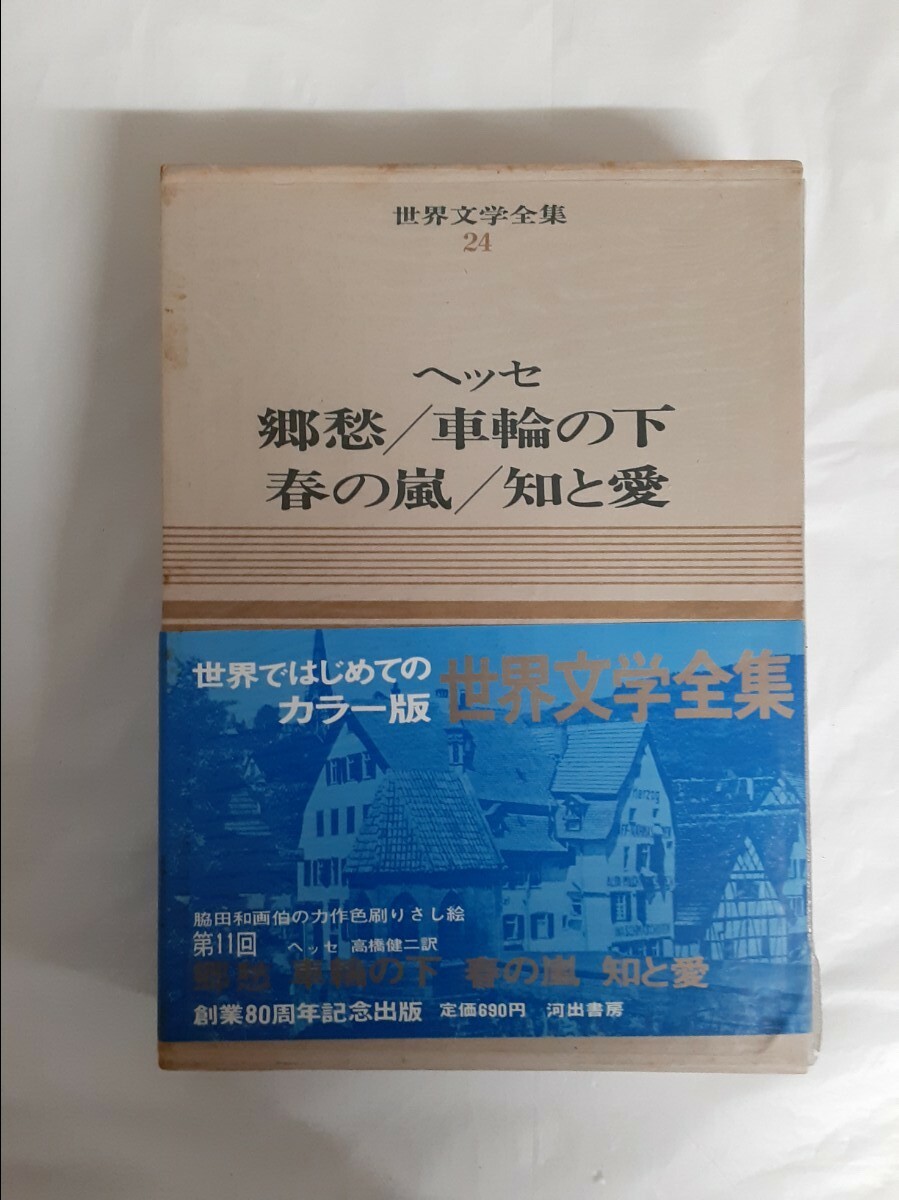 世界文学全集
24
ヘッセ
郷愁/車輪の下
春の嵐/知と愛
世界ではじめての
カラー版
世界文学全集
herzog
脇田和画伯の力作色刷りさし絵
第11回 ヘッセ 高橋健二訳
郷愁 車輪の下 春の嵐 知と愛
創業80周年記念出版 定価690円 河出書房